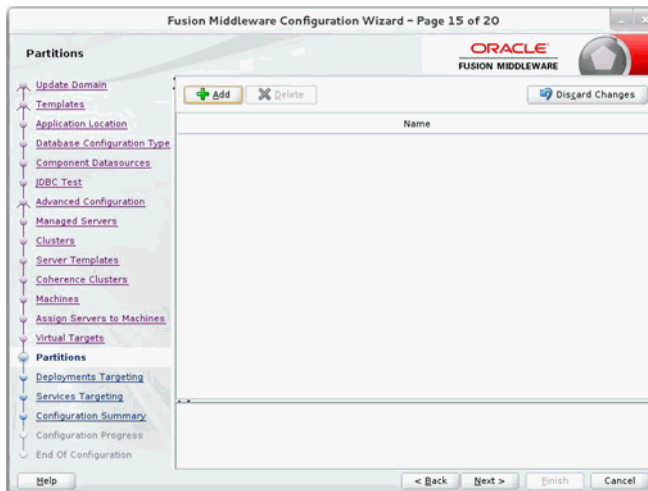 Fusion Middleware Configuration Wizard - Page 15 of 20
Partitions
ORACLE
FUSION MIDDLEWARE
Update Domain
Templates
Application Location
Database Configuration Type
Component Datasources
JDBC Test
Advanced Configuration
Managed Servers
Clusters
Server Templates
Coherence Clusters
Machines
Assign Servers to Machines
Virtual Targets
Partitions
Deployments Targeting
Services Targeting
Configuration Summary
Configuration Progress
End Of Configuration
Add Delete Discard Changes
Name
Help < Back Next > Finish Cancel